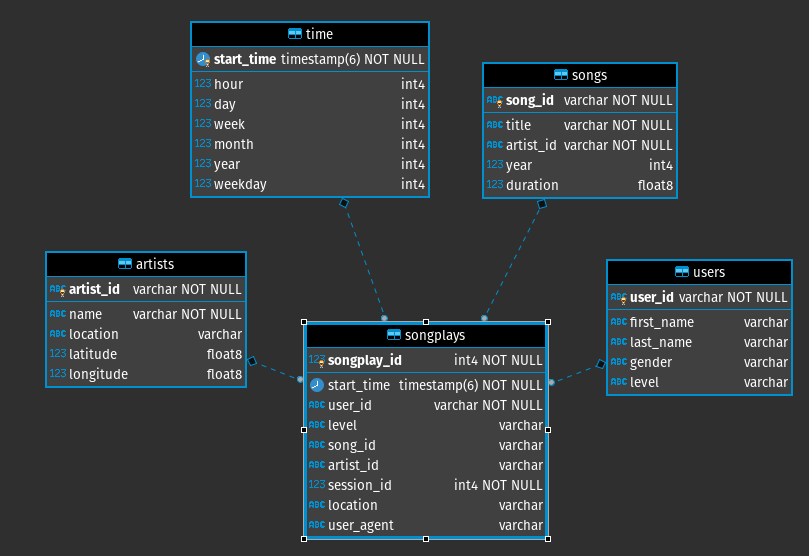 time
start_time timestamp(6) NOT NULL
123 hour int4
123 day int4
123 week int4
123 month int4
123 year int4
123 weekday int4
songs
ABC song_id varchar NOT NULL
ABC title varchar NOT NULL
ABC artist_id varchar NOT NULL
123 year int4
123 duration float8
artists
ABC artist_id varchar NOT NULL
ABC name varchar NOT NULL
ABC location varchar
123 latitude float8
123 longitude float8
users
ABC user_id varchar NOT NULL
ABC first_name varchar
ABC last_name varchar
ABC gender varchar
ABC level varchar
songplays
123 songplay_id int4 NOT NULL
start_time timestamp(6) NOT NULL
ABC user_id varchar NOT NULL
ABC level varchar
ABC song_id varchar
ABC artist_id varchar
123 session_id int4 NOT NULL
ABC location varchar
ABC user_agent varchar